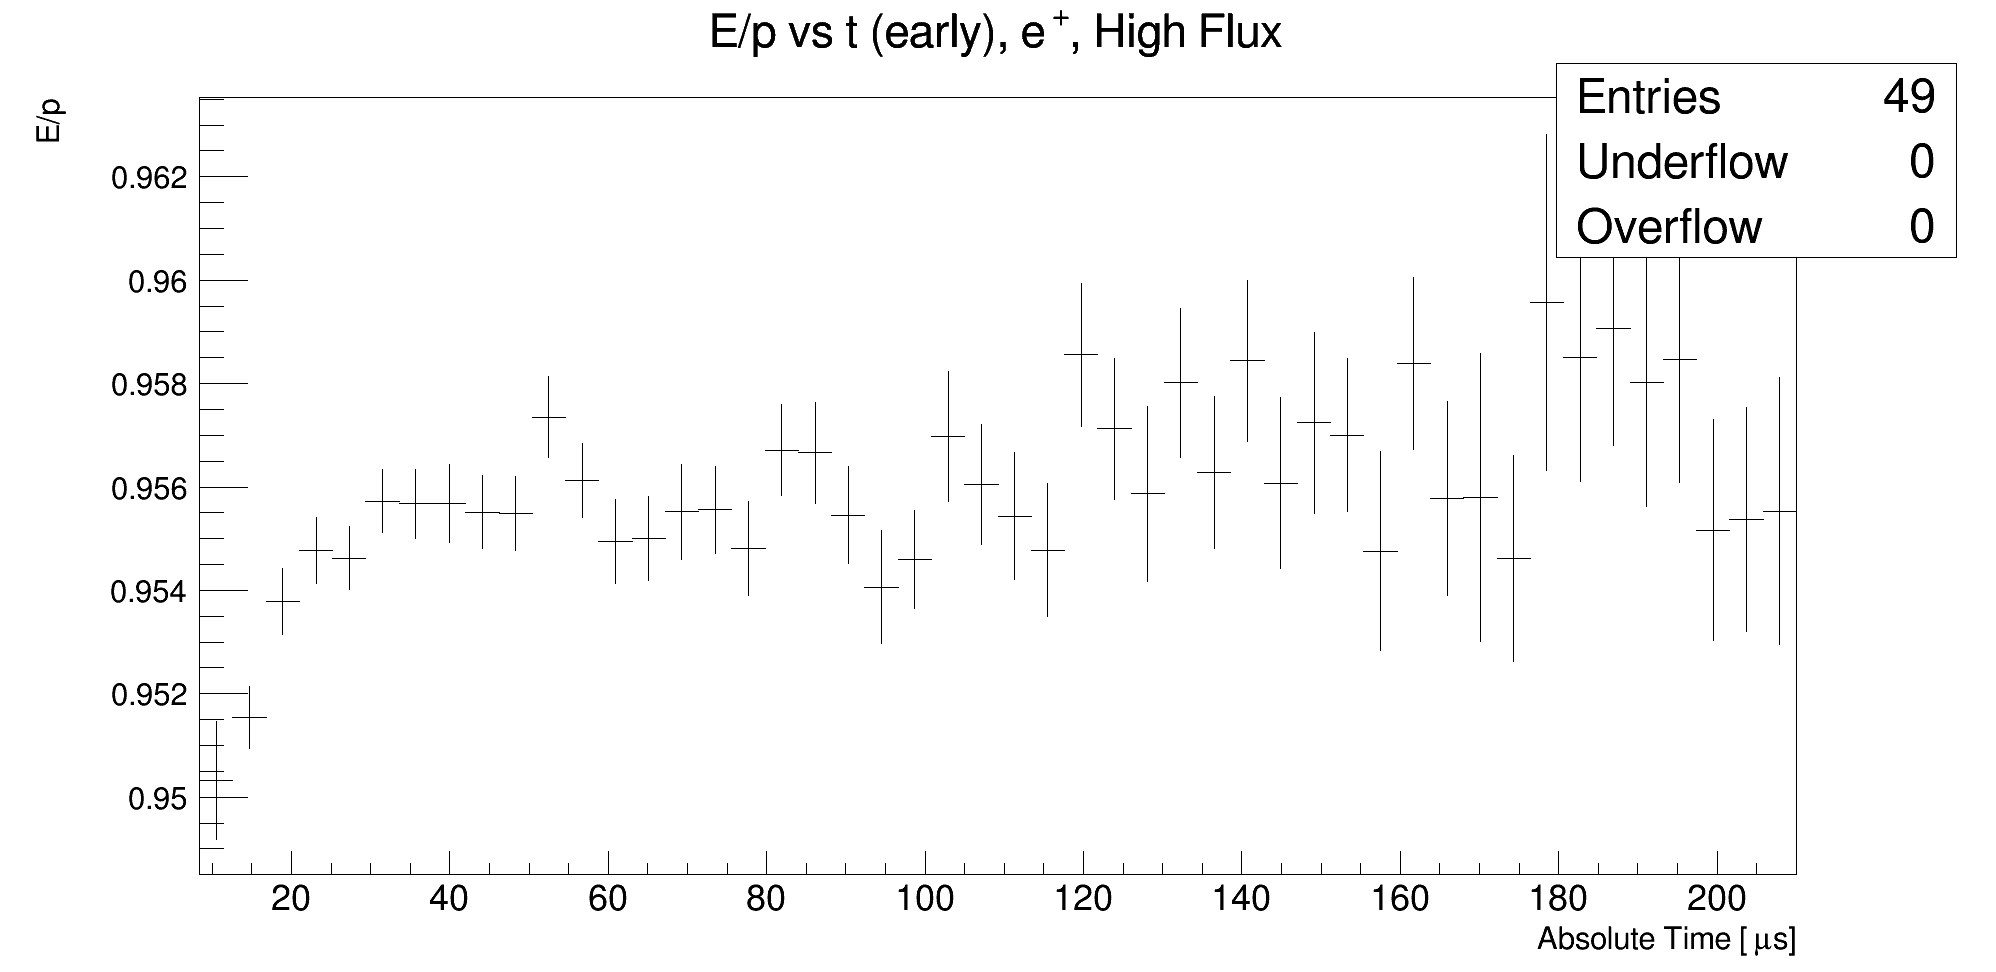 E/p vs t (early), e⁺, High Flux
Entries 49
Underflow 0
Overflow 0
E/p
0.962
0.96
0.958
0.956
0.954
0.952
0.95
20 40 60 80 100 120 140 160 180 200
Absolute Time [ μs]